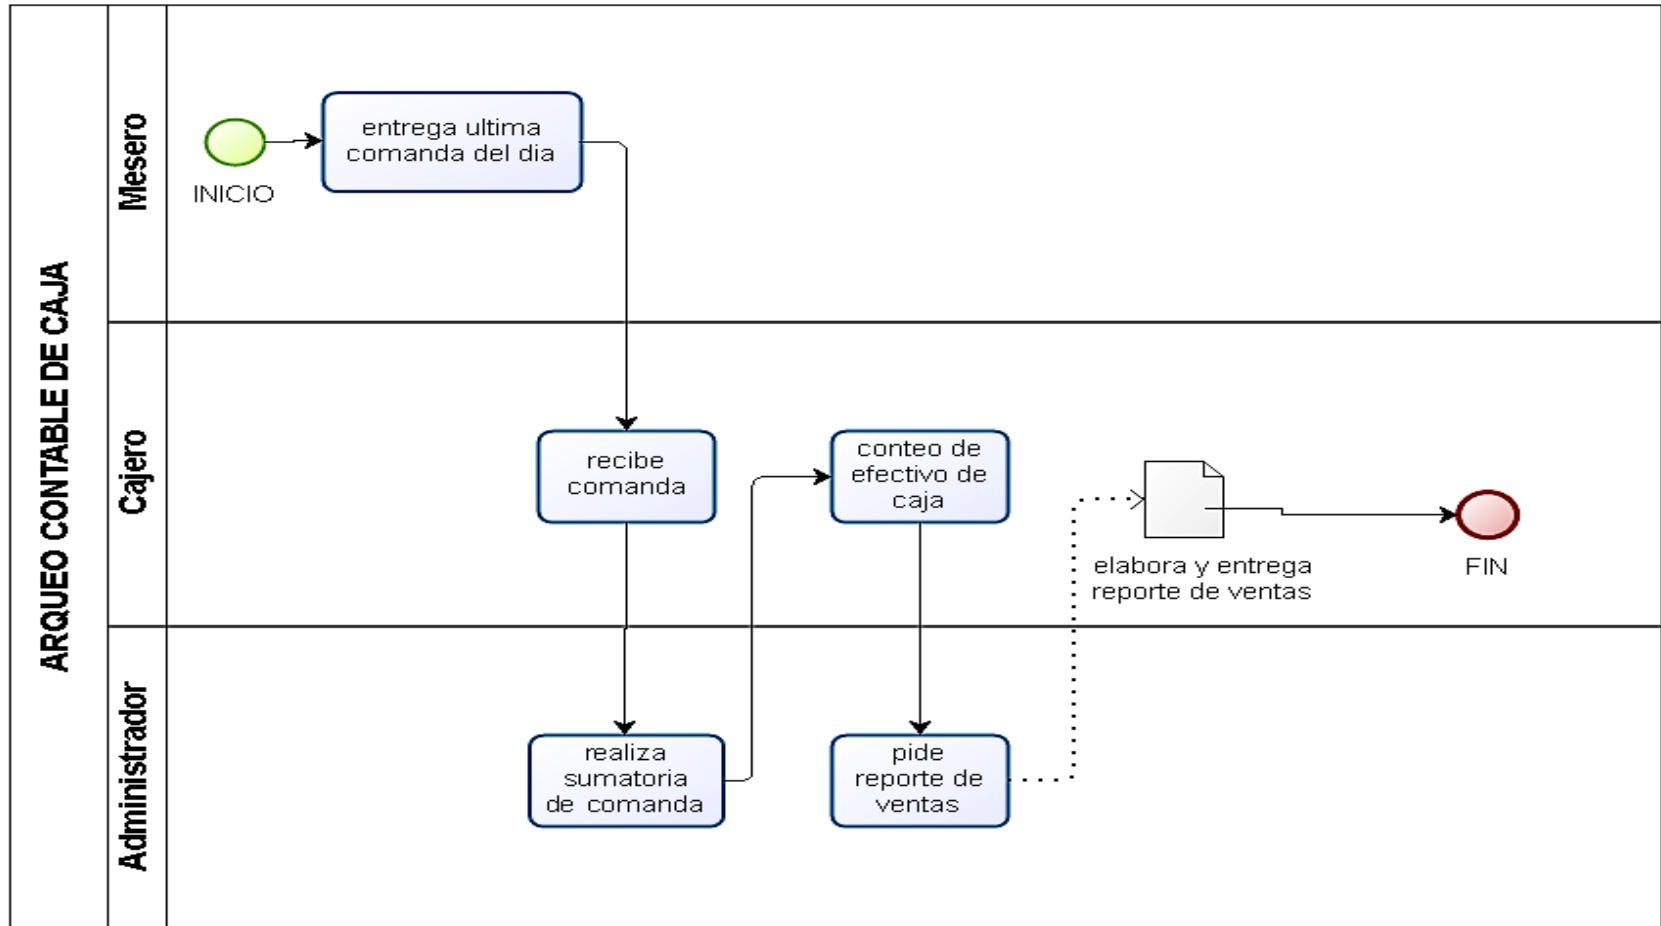 ARQUEO CONTABLE DE CAJA
Mesero
INICIO
entrega ultima
comanda del dia
Cajero
recibe
comanda
conteo de
efectivo de
caja
elabora y entrega
reporte de ventas
FIN
Administrador
realiza
sumatoria
de comanda
pide
reporte de
ventas